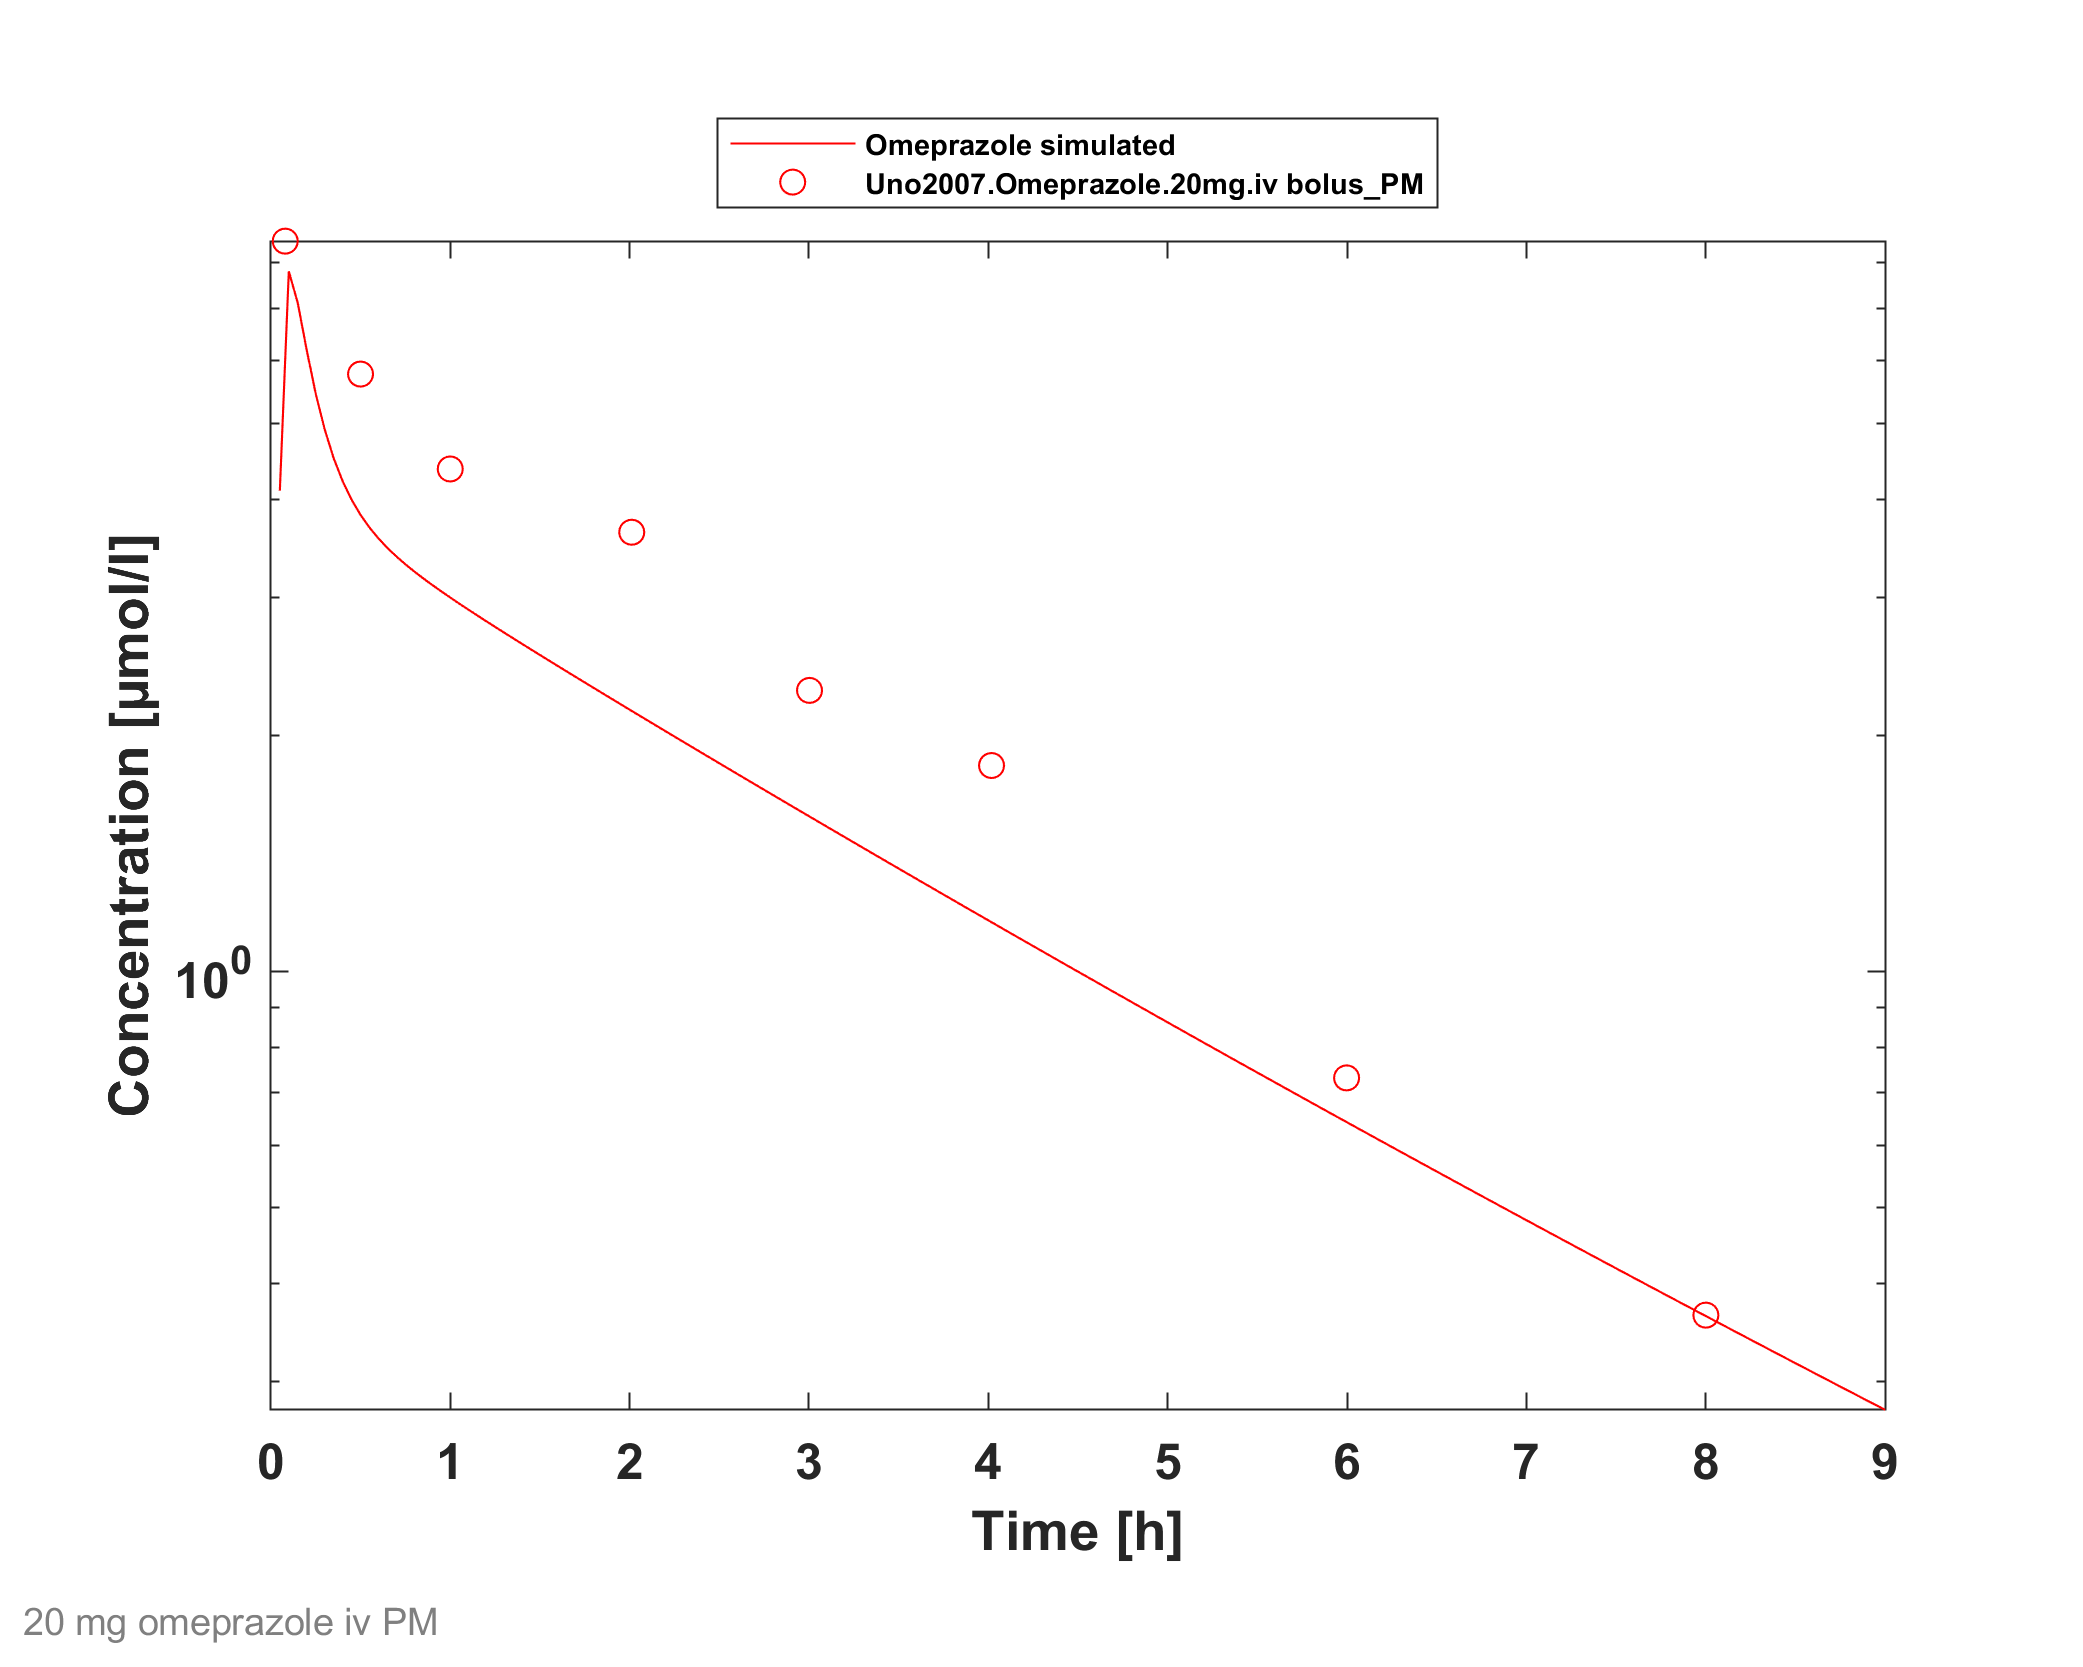 Omeprazole simulated
Uno2007.Omeprazole.20mg.iv bolus_PM
Concentration [µmol/l]
10^0
0 1 2 3 4 5 6 7 8 9
Time [h]
20 mg omeprazole iv PM